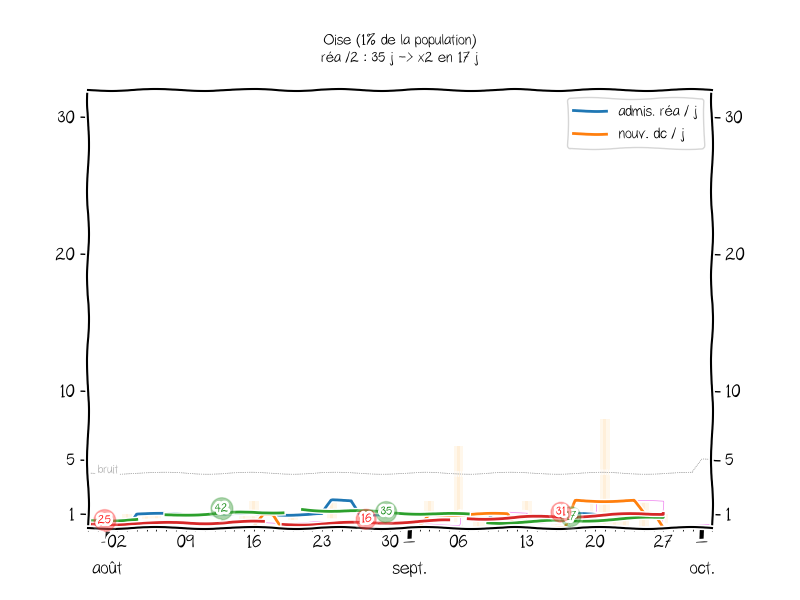 Oise (1% de la population)
réa /2 : 35 j -> x2 en 17 j
admis. réa / j
nouv. dc / j
30 30
20 20
10 10
5 5
bruit
1 1
25 42 16 35 31
02 09 16 23 30 06 13 20 27
août sept. oct.